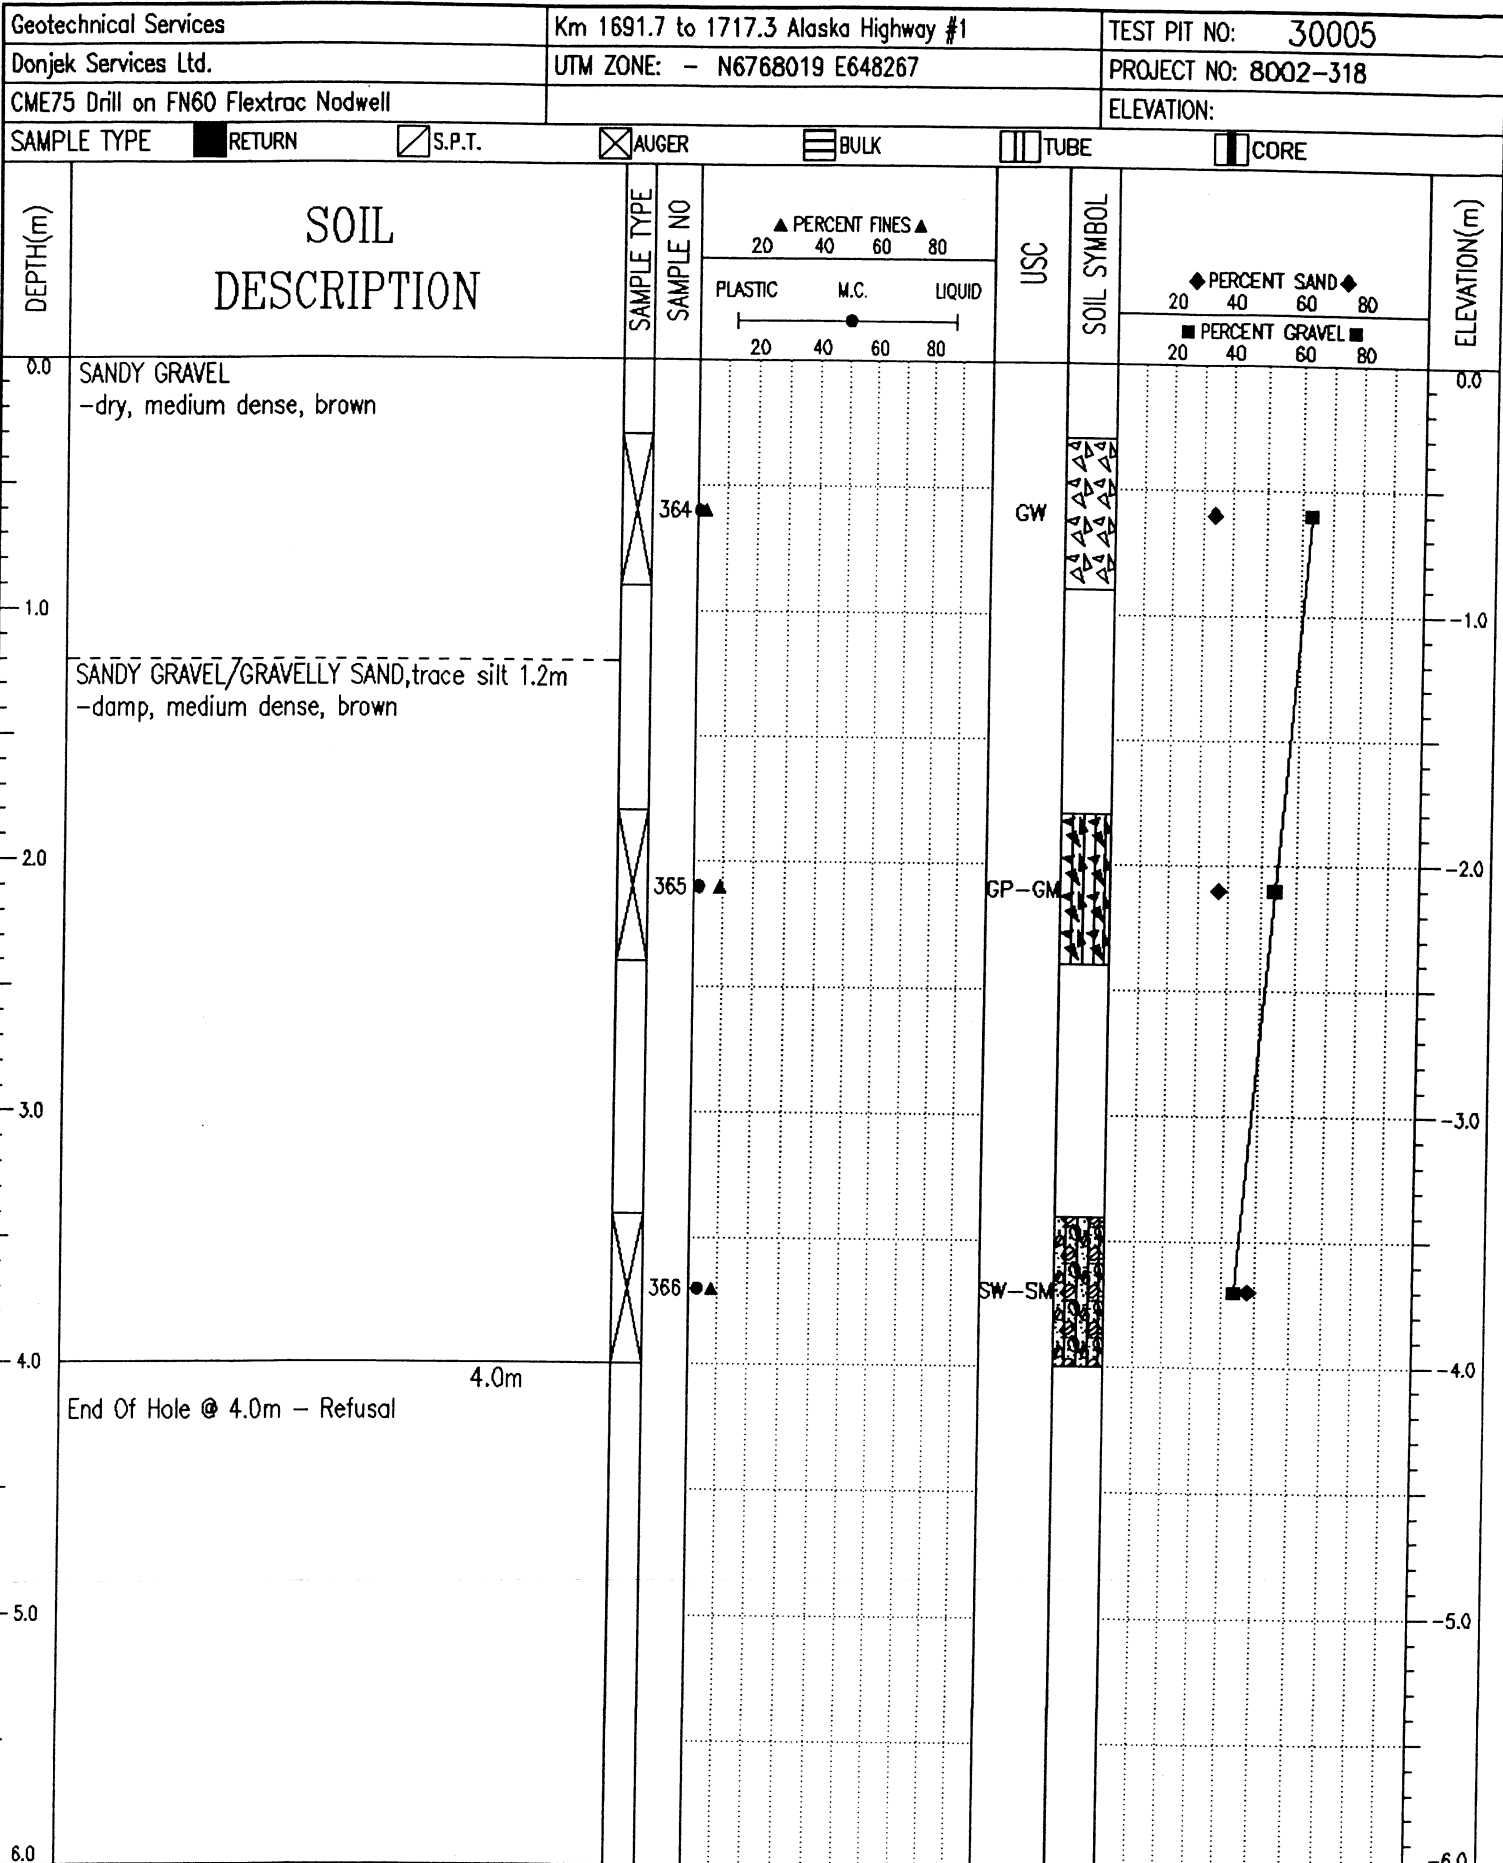 Geotechnical Services
Km 1691.7 to 1717.3 Alaska Highway #1
TEST PIT NO: 30005
Donjek Services Ltd.
UTM ZONE: – N6768019 E648267
PROJECT NO: 8002–318
CME75 Drill on FN60 Flextrac Nodwell
ELEVATION:
SAMPLE TYPE RETURN S.P.T. AUGER BULK TUBE CORE
DEPTH(m)
SOIL
DESCRIPTION
SAMPLE TYPE
SAMPLE NO
▲ PERCENT FINES ▲
20 40 60 80
PLASTIC M.C. LIQUID
20 40 60 80
USC
SOIL SYMBOL
◆ PERCENT SAND ◆
20 40 60 80
■ PERCENT GRAVEL ■
20 40 60 80
ELEVATION(m)
0.0
SANDY GRAVEL
–dry, medium dense, brown
0.0
364
GW
1.0
–1.0
SANDY GRAVEL/GRAVELLY SAND,trace silt 1.2m
–damp, medium dense, brown
2.0
–2.0
365
GP–GM
3.0
–3.0
366
SW–SM
4.0
4.0m
–4.0
End Of Hole @ 4.0m – Refusal
5.0
–5.0
6.0
–6.0